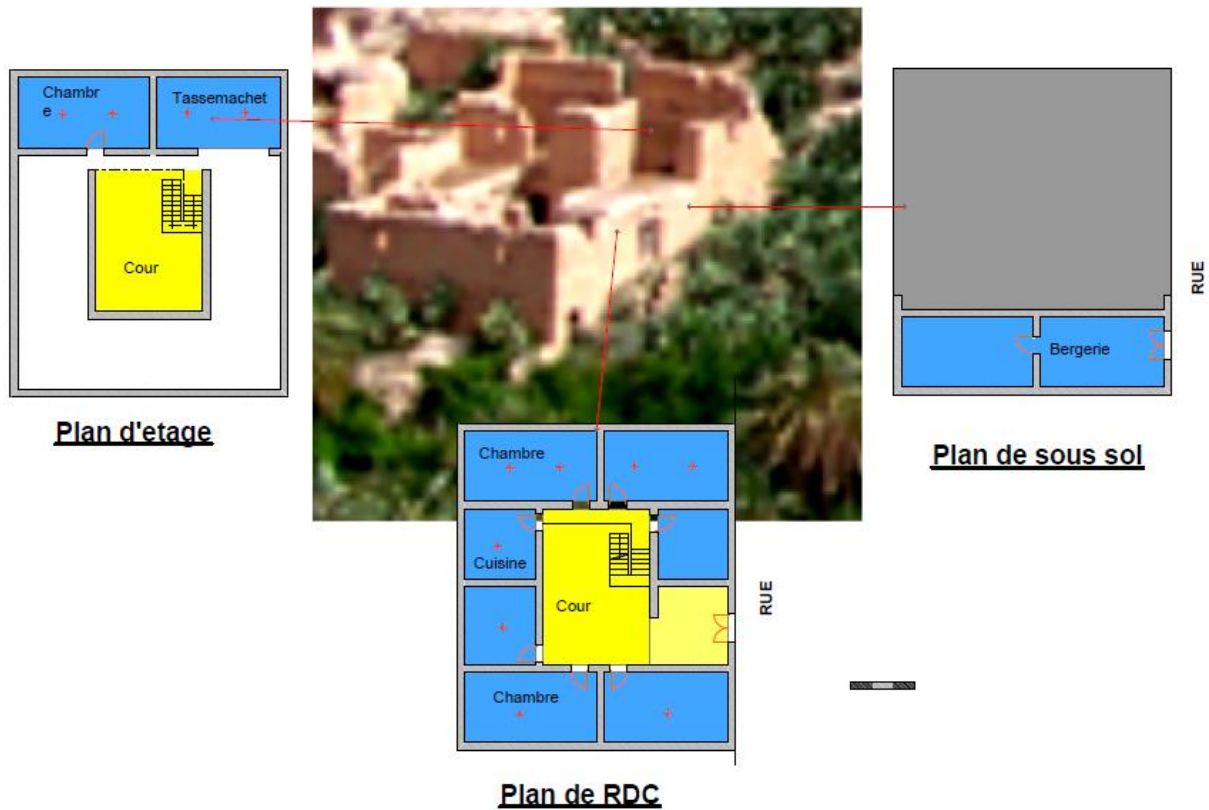 Chambr
e
Tassemachet
Cour
Plan d'etage
RUE
Bergerie
Plan de sous sol
Chambre
Cuisine
Cour
RUE
Chambre
Plan de RDC